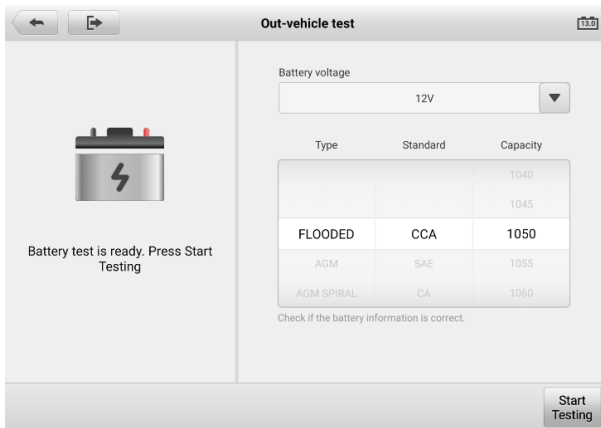 Out-vehicle test
13.0
Battery voltage
12V
Type Standard Capacity
1040
1045
FLOODED CCA 1050
AGM SAE 1055
AGM SPIRAL CA 1060
Check if the battery information is correct.
Battery test is ready. Press Start
Testing
Start
Testing